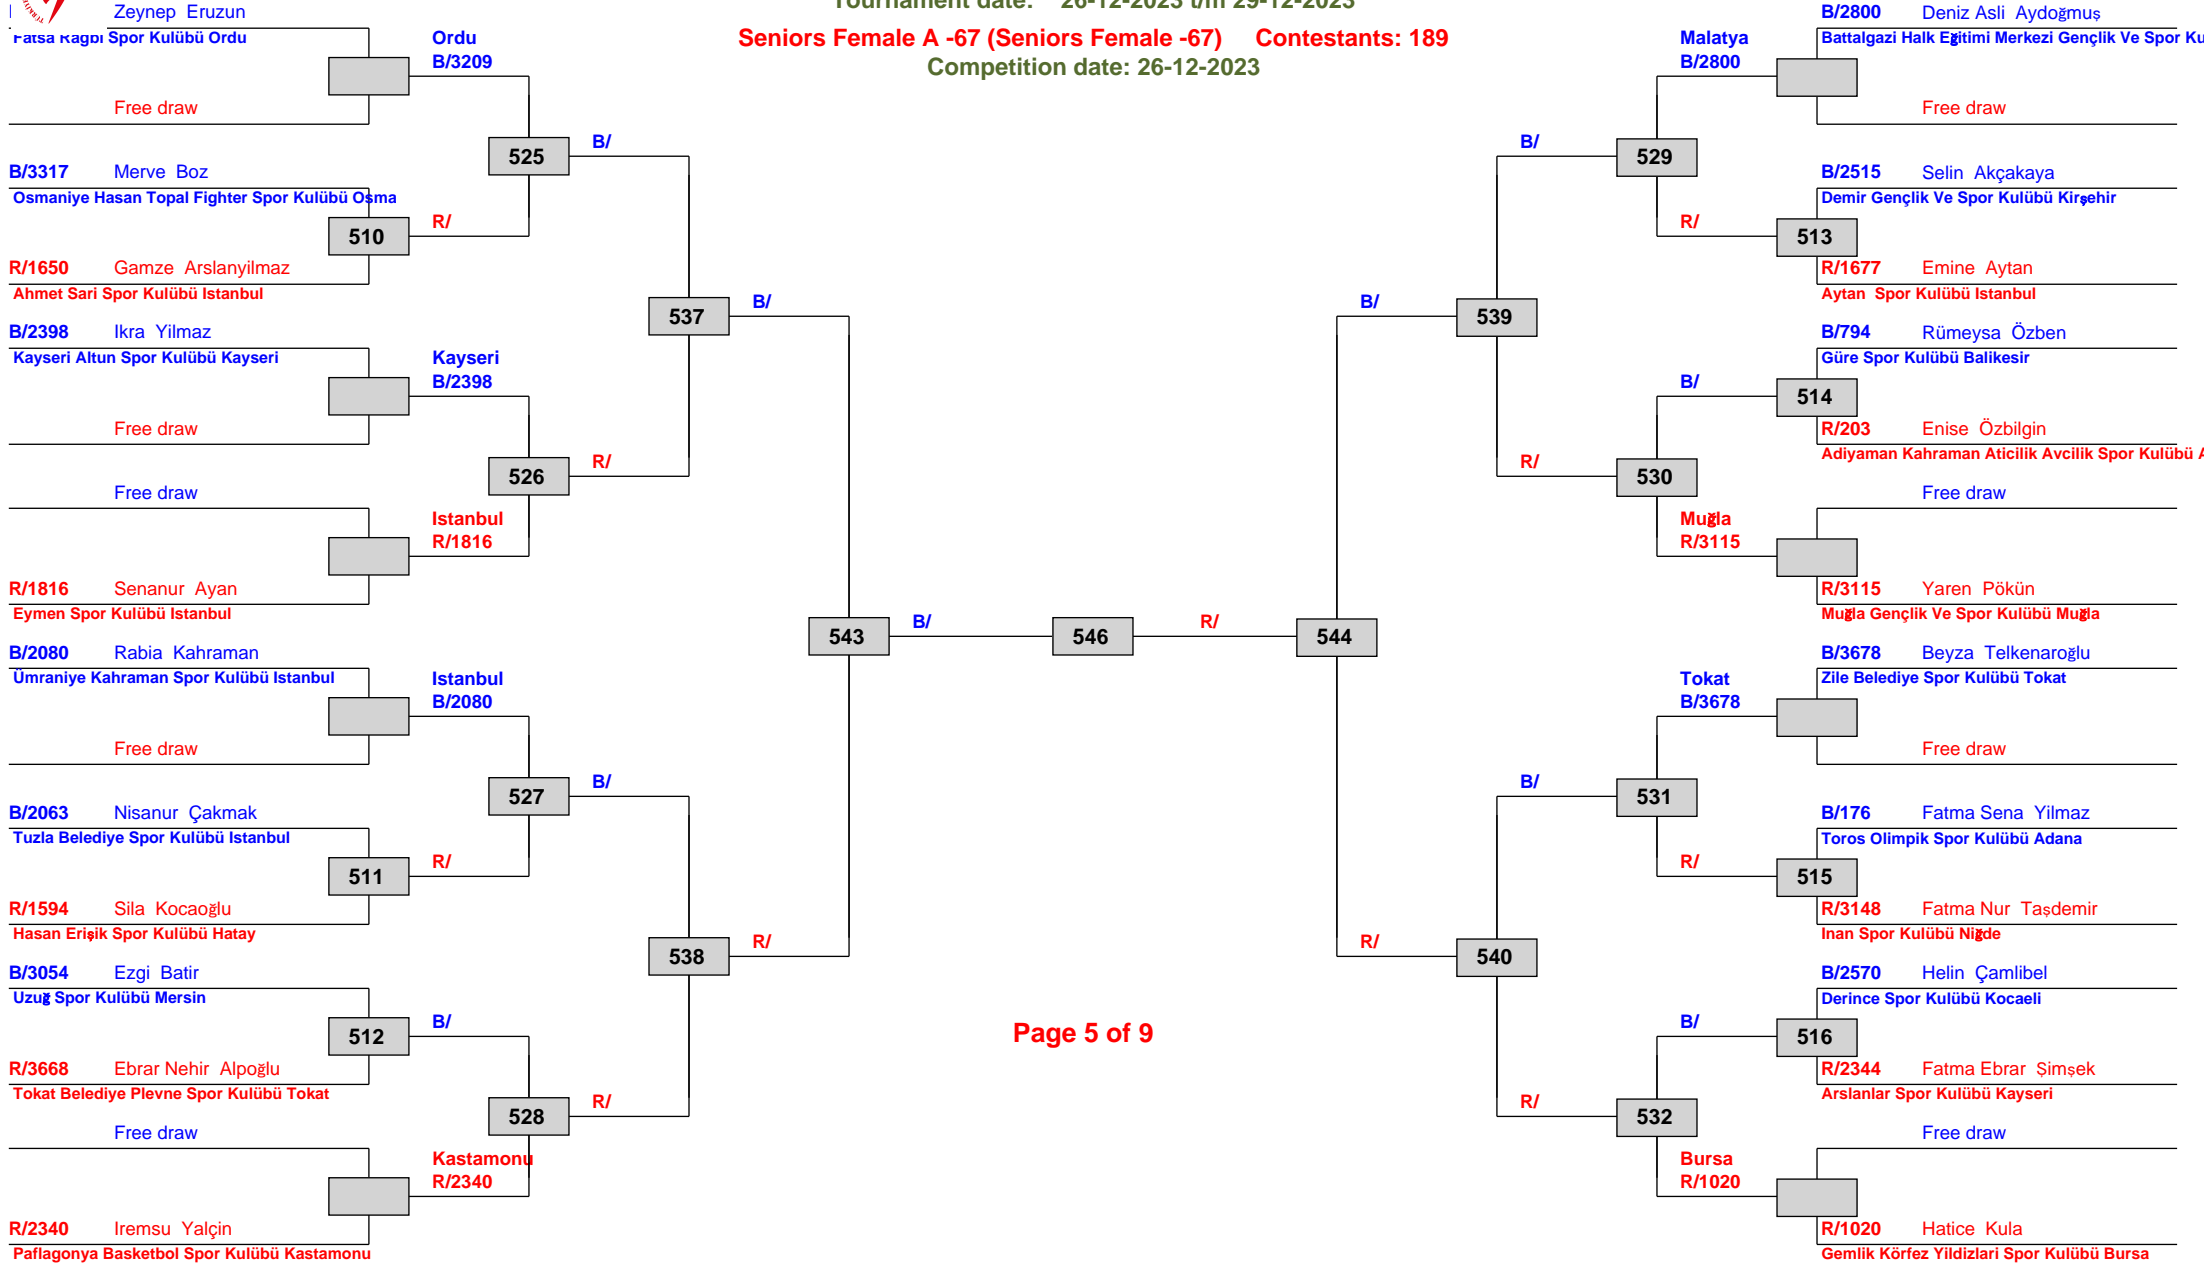 Tournament date: 26-12-2023 t/m 29-12-2023
Seniors Female A -67 (Seniors Female -67) Contestants: 189
Competition date: 26-12-2023
Zeynep Eruzun
Fatsa Ragbi Spor Kulübü Ordu
Free draw
Ordu
B/3209
B/3317 Merve Boz
Osmaniye Hasan Topal Fighter Spor Kulübü Osma
510
R/1650 Gamze Arslanyilmaz
Ahmet Sari Spor Kulübü Istanbul
R/
525
B/
B/2398 Ikra Yilmaz
Kayseri Altun Spor Kulübü Kayseri
Free draw
Kayseri
B/2398
Free draw
R/1816 Senanur Ayan
Eymen Spor Kulübü Istanbul
Istanbul
R/1816
526
R/
537
B/
B/2080 Rabia Kahraman
Ümraniye Kahraman Spor Kulübü Istanbul
Free draw
Istanbul
B/2080
B/2063 Nisanur Çakmak
Tuzla Belediye Spor Kulübü Istanbul
511
R/1594 Sila Kocaoğlu
Hasan Erişik Spor Kulübü Hatay
R/
527
B/
B/3054 Ezgi Batir
Uzuğ Spor Kulübü Mersin
512
R/3668 Ebrar Nehir Alpoğlu
Tokat Belediye Plevne Spor Kulübü Tokat
B/
Free draw
R/2340 Iremsu Yalçin
Paflagonya Basketbol Spor Kulübü Kastamonu
Kastamonu
R/2340
528
R/
538
R/
543
B/
546
R/
544
B/2800 Deniz Asli Aydoğmuş
Battalgazi Halk Eğitimi Merkezi Gençlik Ve Spor Ku
Free draw
Malatya
B/2800
B/2515 Selin Akçakaya
Demir Gençlik Ve Spor Kulübü Kirşehir
513
R/1677 Emine Aytan
Aytan Spor Kulübü Istanbul
R/
529
B/
B/794 Rümeysa Özben
Güre Spor Kulübü Balikesir
514
R/203 Enise Özbilgin
Adiyaman Kahraman Aticilik Avcilik Spor Kulübü A
B/
Free draw
R/3115 Yaren Pökün
Muğla Gençlik Ve Spor Kulübü Muğla
Muğla
R/3115
530
R/
539
B/
B/3678 Beyza Telkenaroğlu
Zile Belediye Spor Kulübü Tokat
Free draw
Tokat
B/3678
B/176 Fatma Sena Yilmaz
Toros Olimpik Spor Kulübü Adana
515
R/3148 Fatma Nur Taşdemir
Inan Spor Kulübü Niğde
R/
531
B/
B/2570 Helin Çamlibel
Derince Spor Kulübü Kocaeli
516
R/2344 Fatma Ebrar Şimşek
Arslanlar Spor Kulübü Kayseri
B/
Free draw
R/1020 Hatice Kula
Gemlik Körfez Yildizlari Spor Kulübü Bursa
Bursa
R/1020
532
R/
540
R/
Page 5 of 9